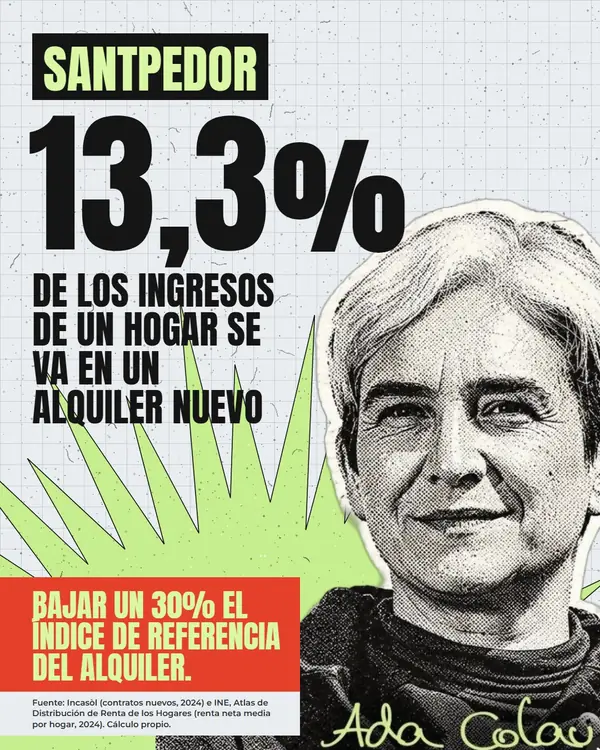 SANTPEDOR
13,3%
DE LOS INGRESOS
DE UN HOGAR SE
VA EN UN
ALQUILER NUEVO
BAJAR UN 30% EL
ÍNDICE DE REFERENCIA
DEL ALQUILER.
Fuente: Incasòl (contratos nuevos, 2024) e INE, Atlas de
Distribución de Renta de los Hogares (renta neta media
por hogar, 2024). Cálculo propio.
Ada Colau